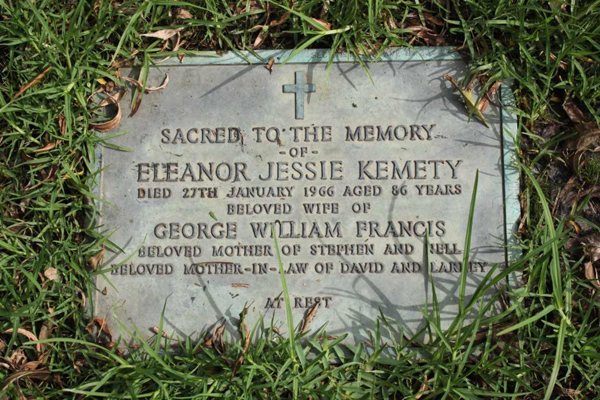 SACRED TO THE MEMORY
-OF-
ELEANOR JESSIE KEMETY
DIED 27TH JANUARY 1966 AGED 86 YEARS
BELOVED WIFE OF
GEORGE WILLIAM FRANCIS
BELOVED MOTHER OF STEPHEN AND NELL
BELOVED MOTHER-IN-LAW OF DAVID AND
AT REST